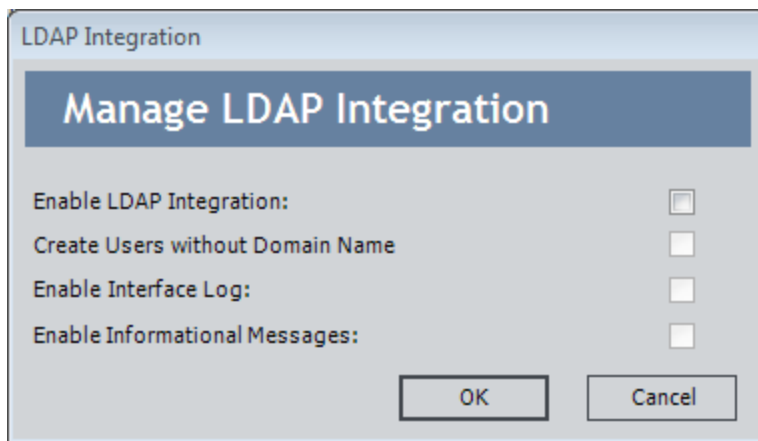 LDAP Integration
Manage LDAP Integration
Enable LDAP Integration:
Create Users without Domain Name
Enable Interface Log:
Enable Informational Messages:
OK Cancel